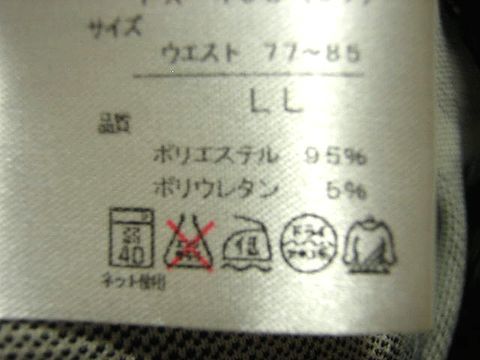 サイズ
ウエスト 77〜85
LL
品質
ポリエステル 95%
ポリウレタン 5%
40
ドライ
ネット使用